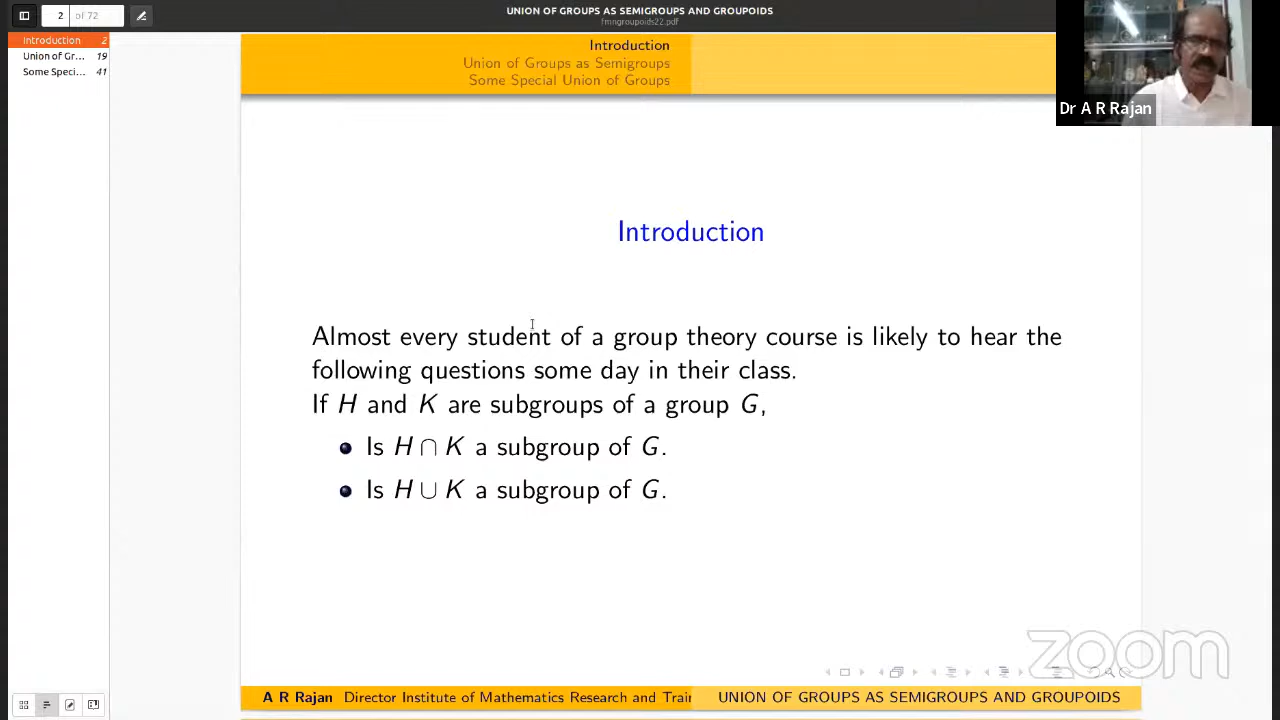 2 of 72
UNION OF GROUPS AS SEMIGROUPS AND GROUPOIDS
fmngroupoids22.pdf
Introduction 2
Union of Gr... 19
Some Speci... 41
Introduction
Union of Groups as Semigroups
Some Special Union of Groups
Dr A R Rajan
Introduction
Almost every student of a group theory course is likely to hear the
following questions some day in their class.
If H and K are subgroups of a group G,
Is H ∩ K a subgroup of G.
Is H ∪ K a subgroup of G.
zoom
A R Rajan Director Institute of Mathematics Research and Trai
UNION OF GROUPS AS SEMIGROUPS AND GROUPOIDS